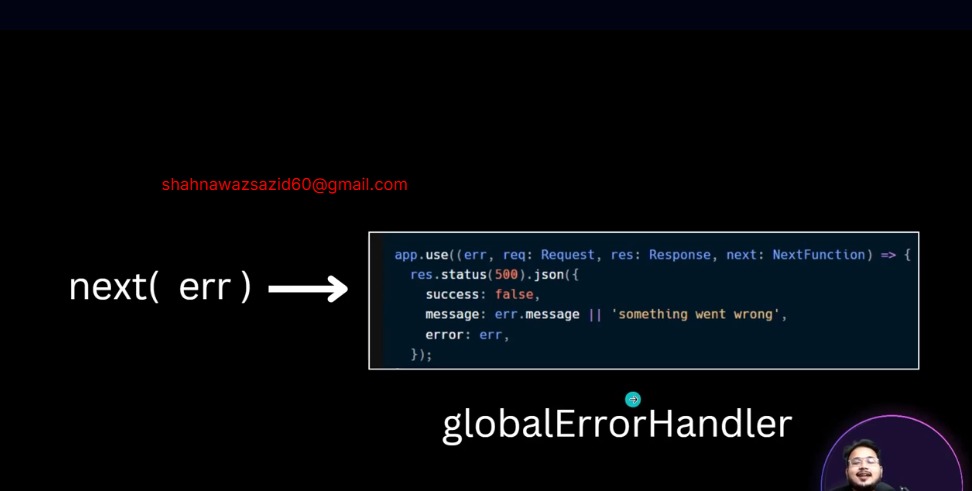 shahnawazsazid60@gmail.com
next( err )
app.use((err, req: Request, res: Response, next: NextFunction) => {
res.status(500).json({
success: false,
message: err.message || 'something went wrong',
error: err,
});
globalErrorHandler